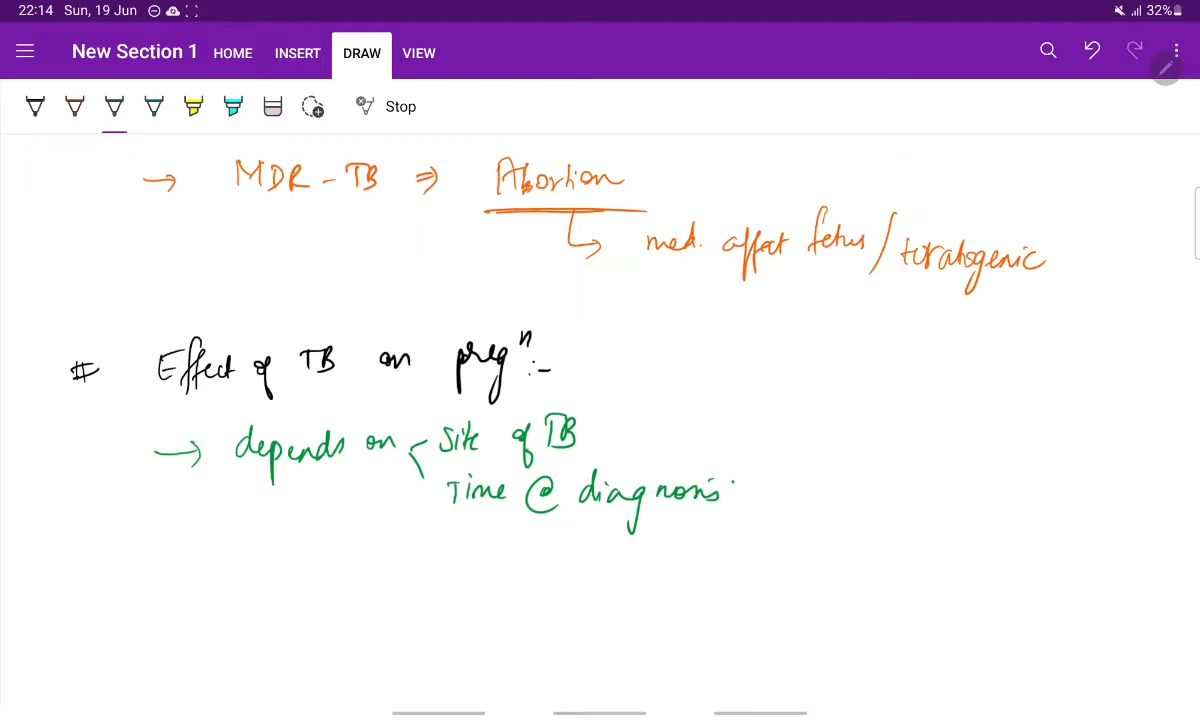 22:14 Sun, 19 Jun 32%
New Section 1 HOME INSERT DRAW VIEW
Stop
→ MDR-TB ⇒ Abortion
↳ med. affect fetus / teratogenic
# Effect of TB on pregⁿ :-
→ depends on Site of TB
Time @ diagnosis